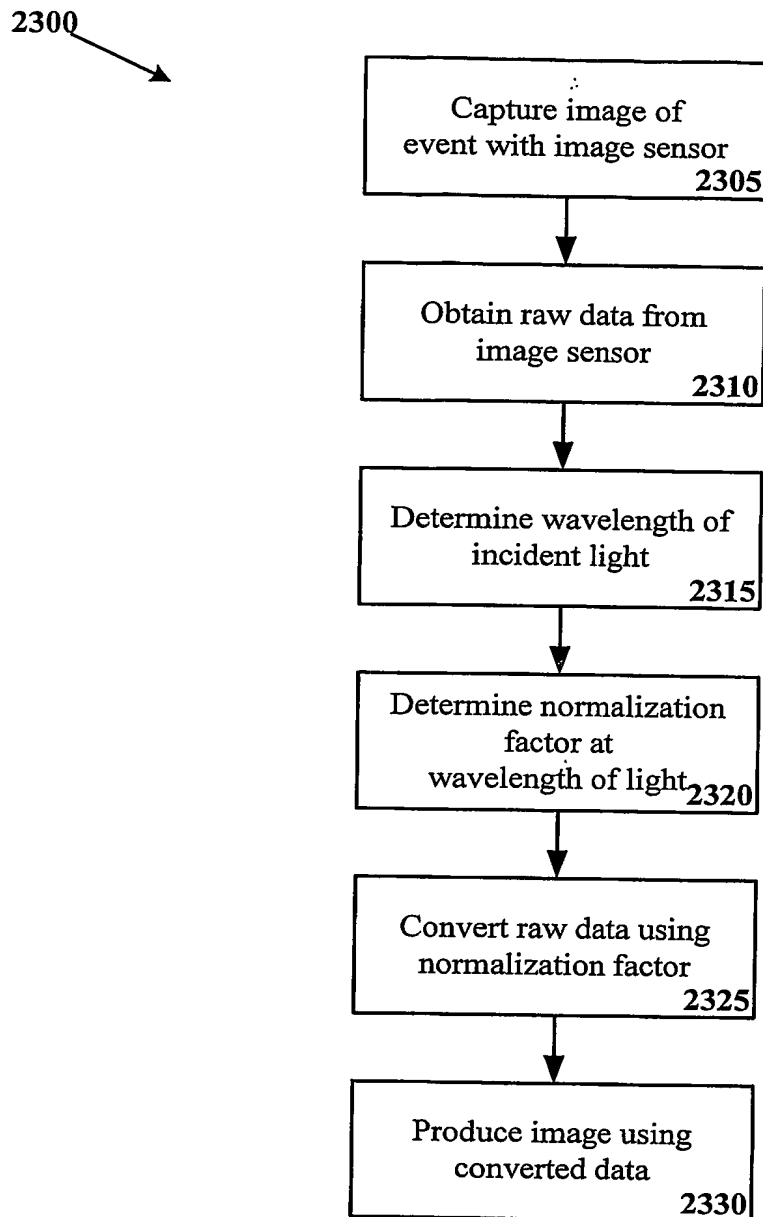 2300
Capture image of
event with image sensor
2305
Obtain raw data from
image sensor
2310
Determine wavelength of
incident light
2315
Determine normalization
factor at
wavelength of light
2320
Convert raw data using
normalization factor
2325
Produce image using
converted data
2330